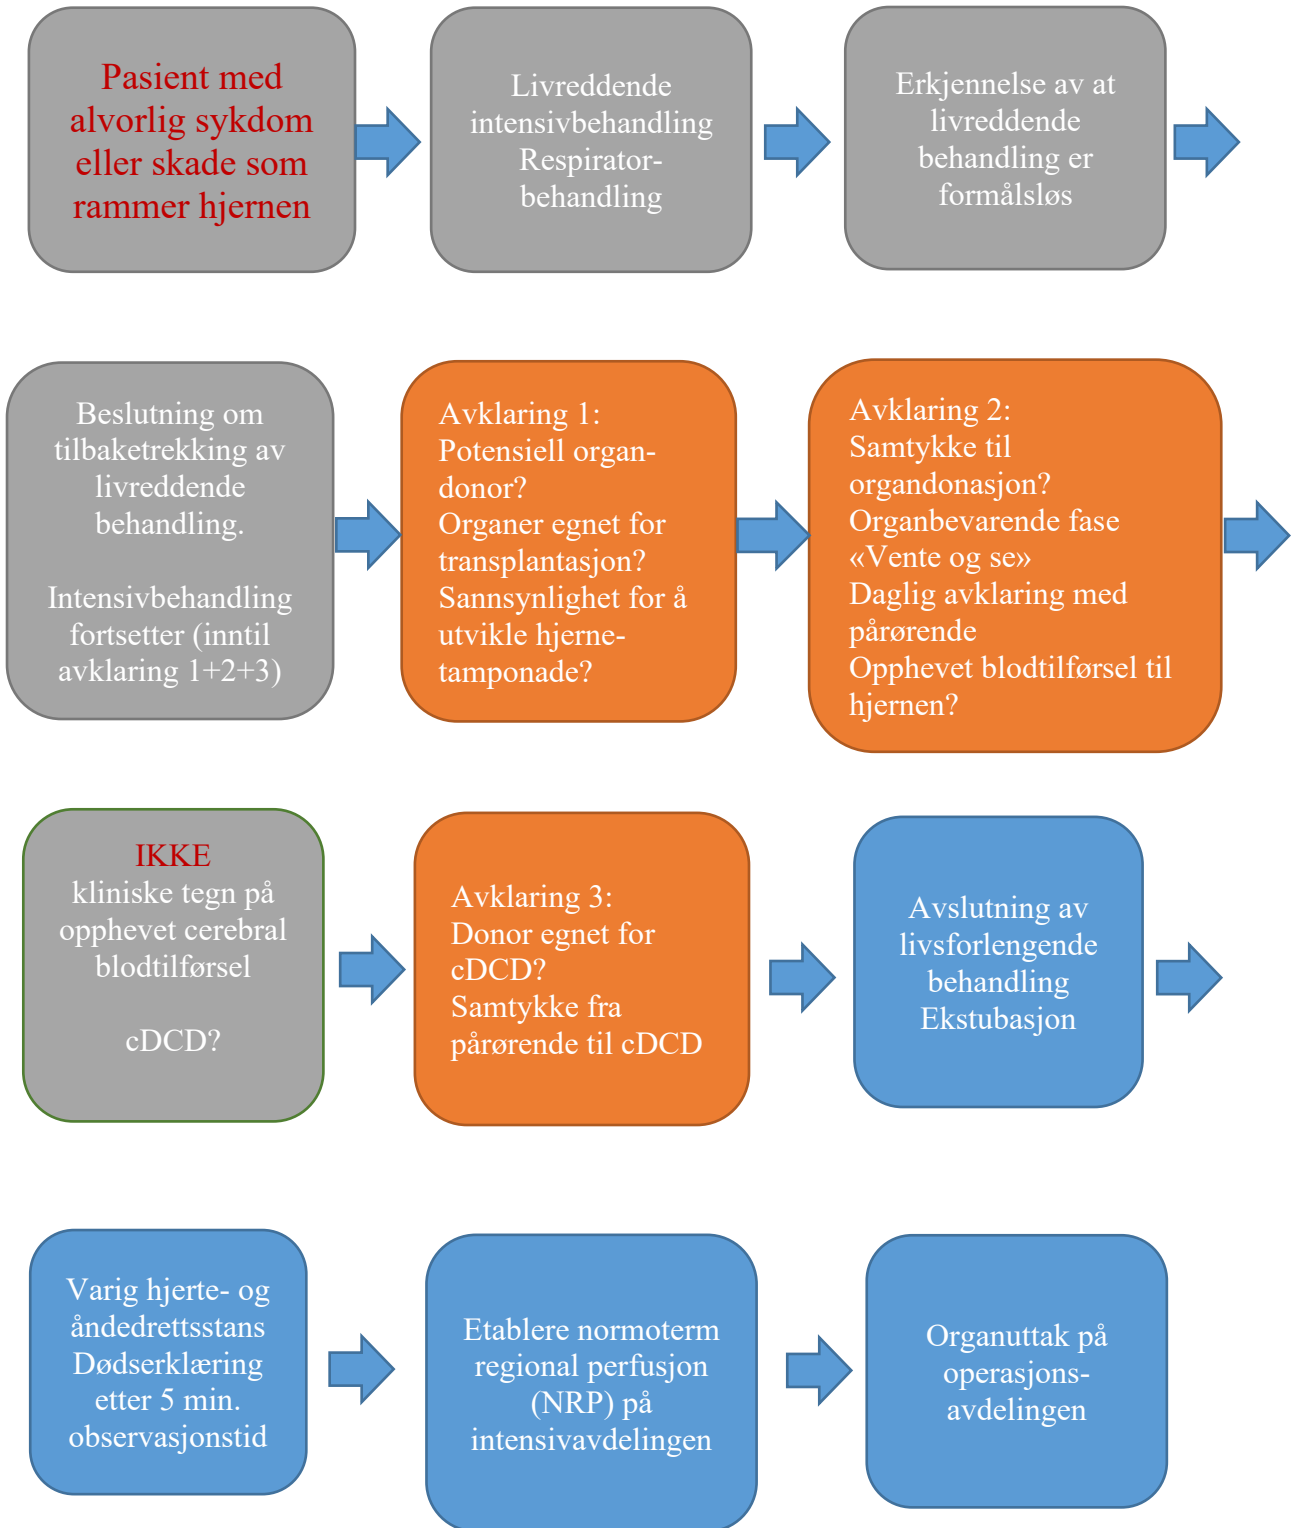 Pasient med
alvorlig sykdom
eller skade som
rammer hjernen
Livreddende
intensivbehandling
Respirator-
behandling
Erkjennelse av at
livreddende
behandling er
formålsløs
Beslutning om
tilbaketrekking av
livreddende
behandling.
Intensivbehandling
fortsetter (inntil
avklaring 1+2+3)
Avklaring 1:
Potensiell organ-
donor?
Organer egnet for
transplantasjon?
Sannsynlighet for å
utvikle hjerne-
tamponade?
Avklaring 2:
Samtykke til
organdonasjon?
Organbevarende fase
«Vente og se»
Daglig avklaring med
pårørende
Opphevet blodtilførsel til
hjernen?
IKKE
kliniske tegn på
opphevet cerebral
blodtilførsel
cDCD?
Avklaring 3:
Donor egnet for
cDCD?
Samtykke fra
pårørende til cDCD
Avslutning av
livsforlengende
behandling
Ekstubasjon
Varig hjerte- og
åndedrettsstans
Dødserklæring
etter 5 min.
observasjonstid
Etablere normoterm
regional perfusjon
(NRP) på
intensivavdelingen
Organuttak på
operasjons-
avdelingen